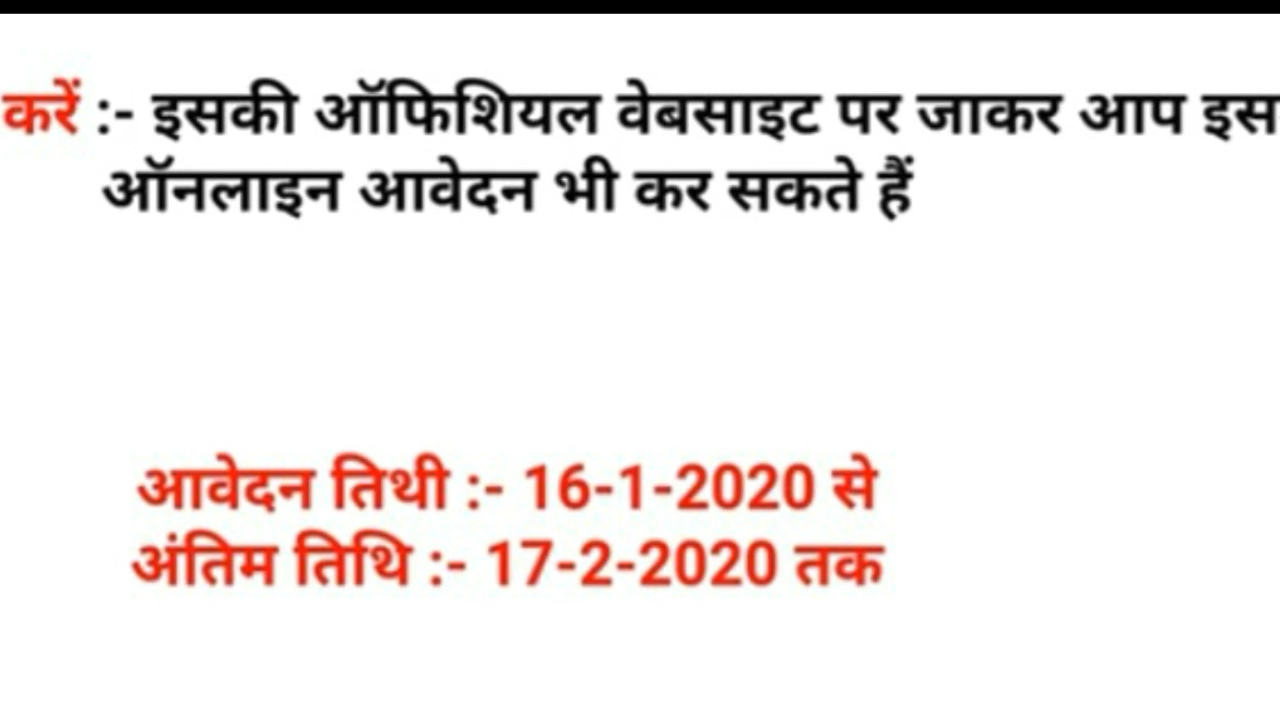 करें :- इसकी ऑफिशियल वेबसाइट पर जाकर आप इस
ऑनलाइन आवेदन भी कर सकते हैं
आवेदन तिथी :- 16-1-2020 से
अंतिम तिथि :- 17-2-2020 तक